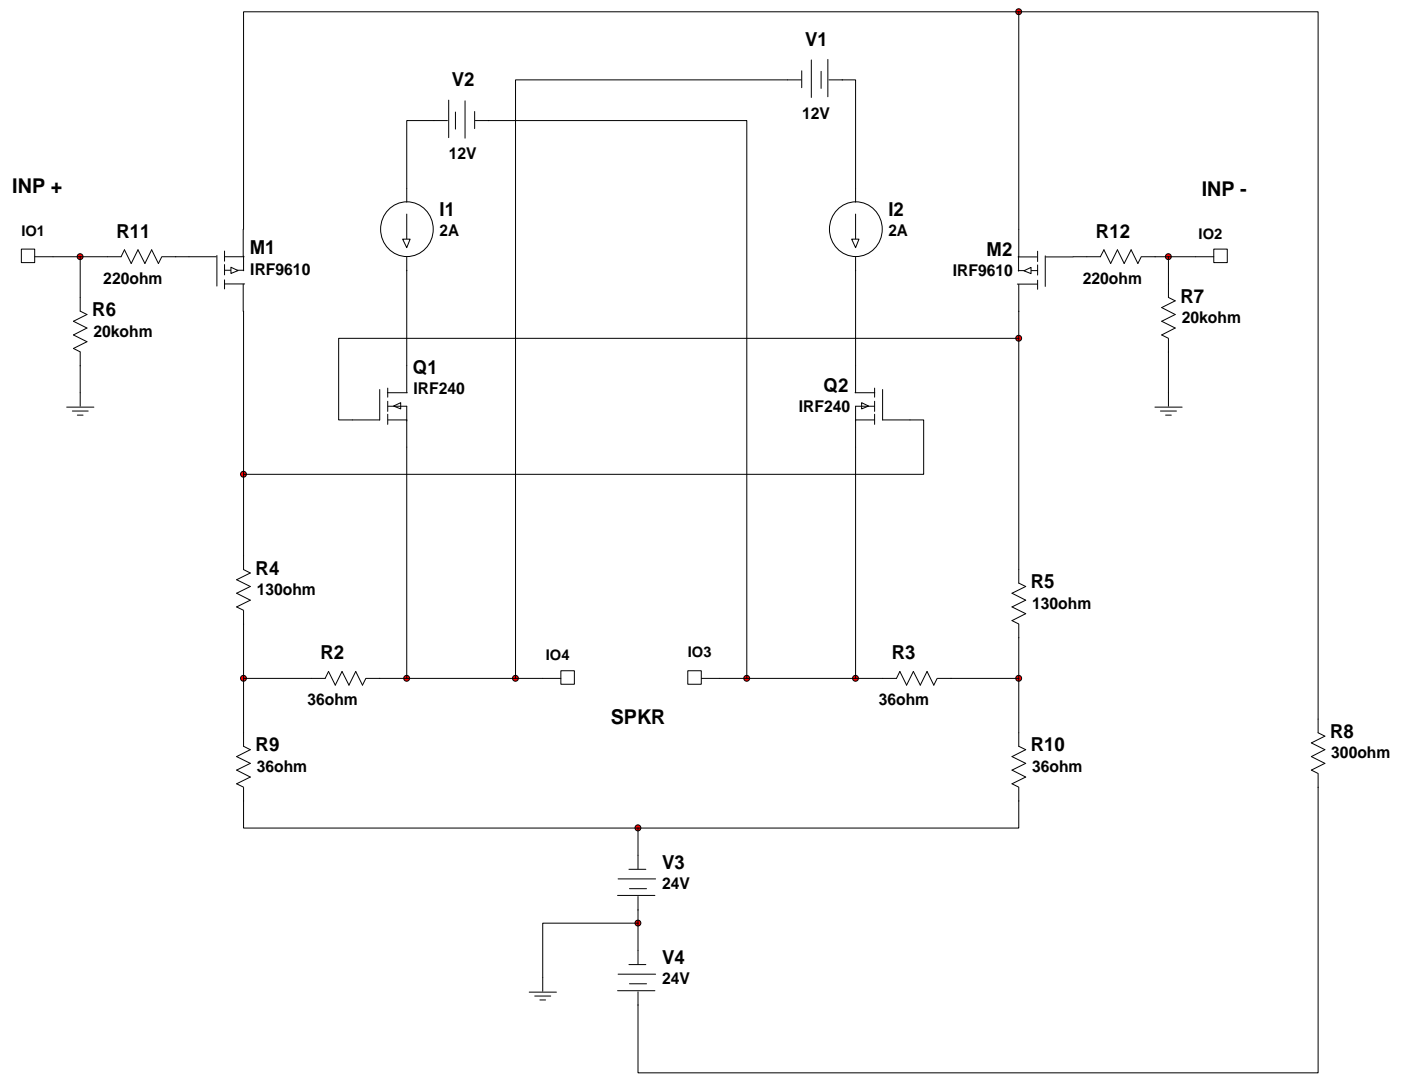 V1
12V
V2
12V
INP +
INP -
IO1
R11
220ohm
M1
IRF9610
I1
2A
I2
2A
M2
IRF9610
R12
220ohm
IO2
R6
20kohm
R7
20kohm
Q1
IRF240
Q2
IRF240
R4
130ohm
R5
130ohm
R2
36ohm
IO4
IO3
R3
36ohm
SPKR
R9
36ohm
R10
36ohm
R8
300ohm
V3
24V
V4
24V